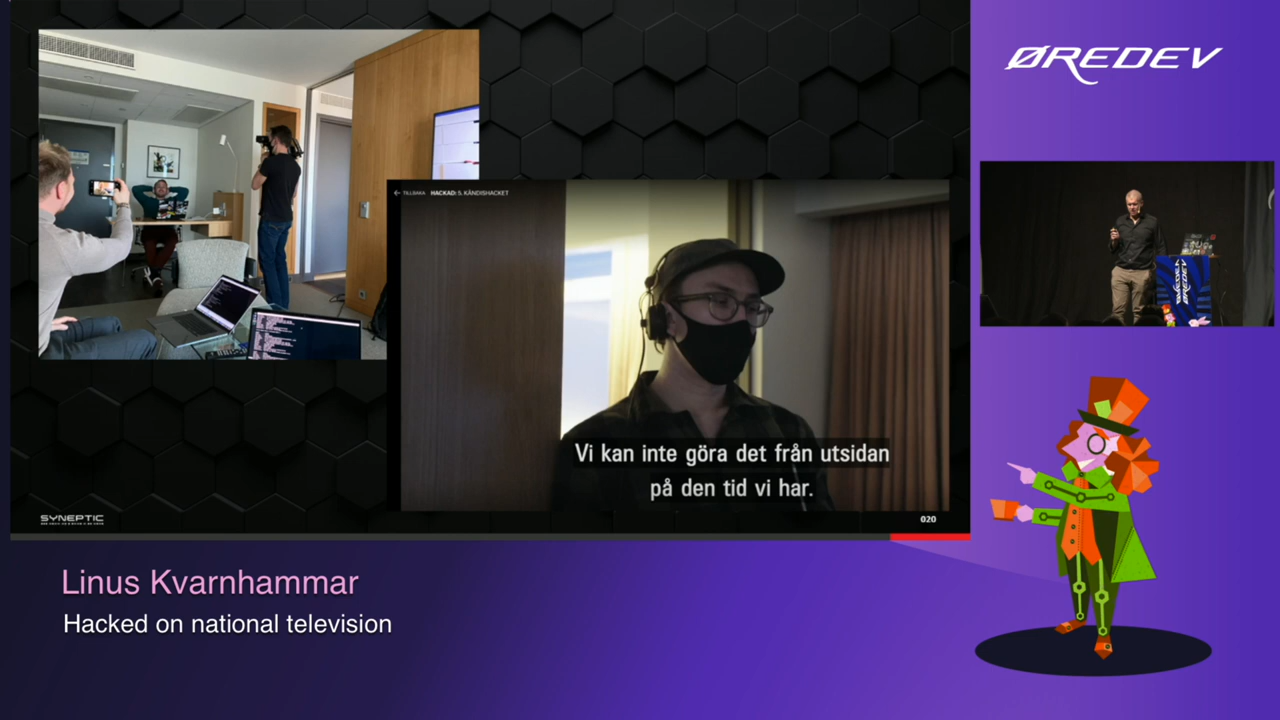 ØREDEV
← TILLBAKA HACKAD: 5. KÄNDISHACKET
Vi kan inte göra det från utsidan
på den tid vi har.
SYNEPTIC
020
ØREDEV
Linus Kvarnhammar
Hacked on national television